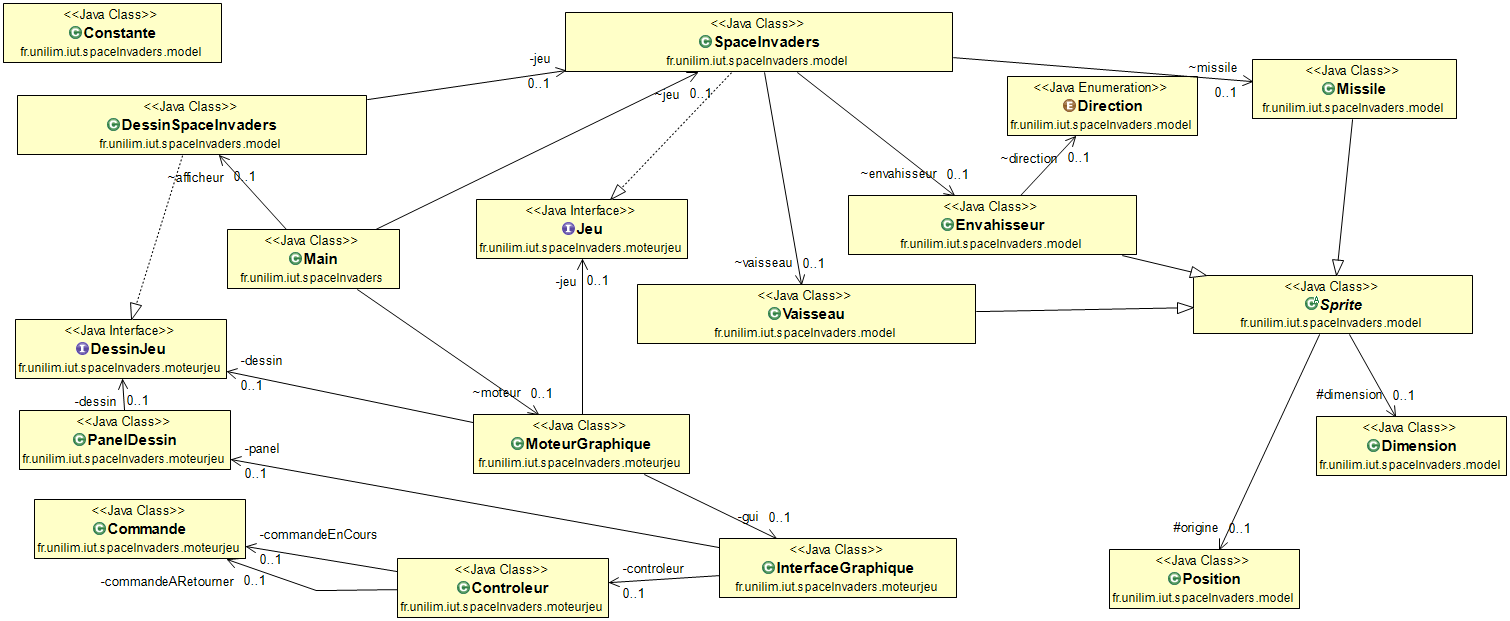 <<Java Class>>
Constante
fr.unilim.iut.spaceInvaders.model
<<Java Class>>
SpaceInvaders
fr.unilim.iut.spaceInvaders.model
-jeu
0..1
~missile
0..1
<<Java Class>>
Missile
fr.unilim.iut.spaceInvaders.model
<<Java Enumeration>>
Direction
fr.unilim.iut.spaceInvaders.model
~jeu 0..1
<<Java Class>>
DessinSpaceInvaders
fr.unilim.iut.spaceInvaders.model
~direction 0..1
~afficheur 0..1
~envahisseur 0..1
<<Java Class>>
Envahisseur
fr.unilim.iut.spaceInvaders.model
<<Java Interface>>
Jeu
fr.unilim.iut.spaceInvaders.moteurjeu
<<Java Class>>
Main
fr.unilim.iut.spaceInvaders
~vaisseau 0..1
-jeu 0..1
<<Java Class>>
Vaisseau
fr.unilim.iut.spaceInvaders.model
<<Java Class>>
Sprite
fr.unilim.iut.spaceInvaders.model
<<Java Interface>>
DessinJeu
fr.unilim.iut.spaceInvaders.moteurjeu
-dessin
0..1
~moteur 0..1
#dimension 0..1
-dessin 0..1
<<Java Class>>
PanelDessin
fr.unilim.iut.spaceInvaders.moteurjeu
<<Java Class>>
MoteurGraphique
fr.unilim.iut.spaceInvaders.moteurjeu
<<Java Class>>
Dimension
fr.unilim.iut.spaceInvaders.model
-panel
0..1
-gui 0..1
#origine 0..1
<<Java Class>>
Commande
fr.unilim.iut.spaceInvaders.moteurjeu
-commandeEnCours
0..1
-commandeARetourner 0..1
<<Java Class>>
Controleur
fr.unilim.iut.spaceInvaders.moteurjeu
-controleur
0..1
<<Java Class>>
InterfaceGraphique
fr.unilim.iut.spaceInvaders.moteurjeu
<<Java Class>>
Position
fr.unilim.iut.spaceInvaders.model